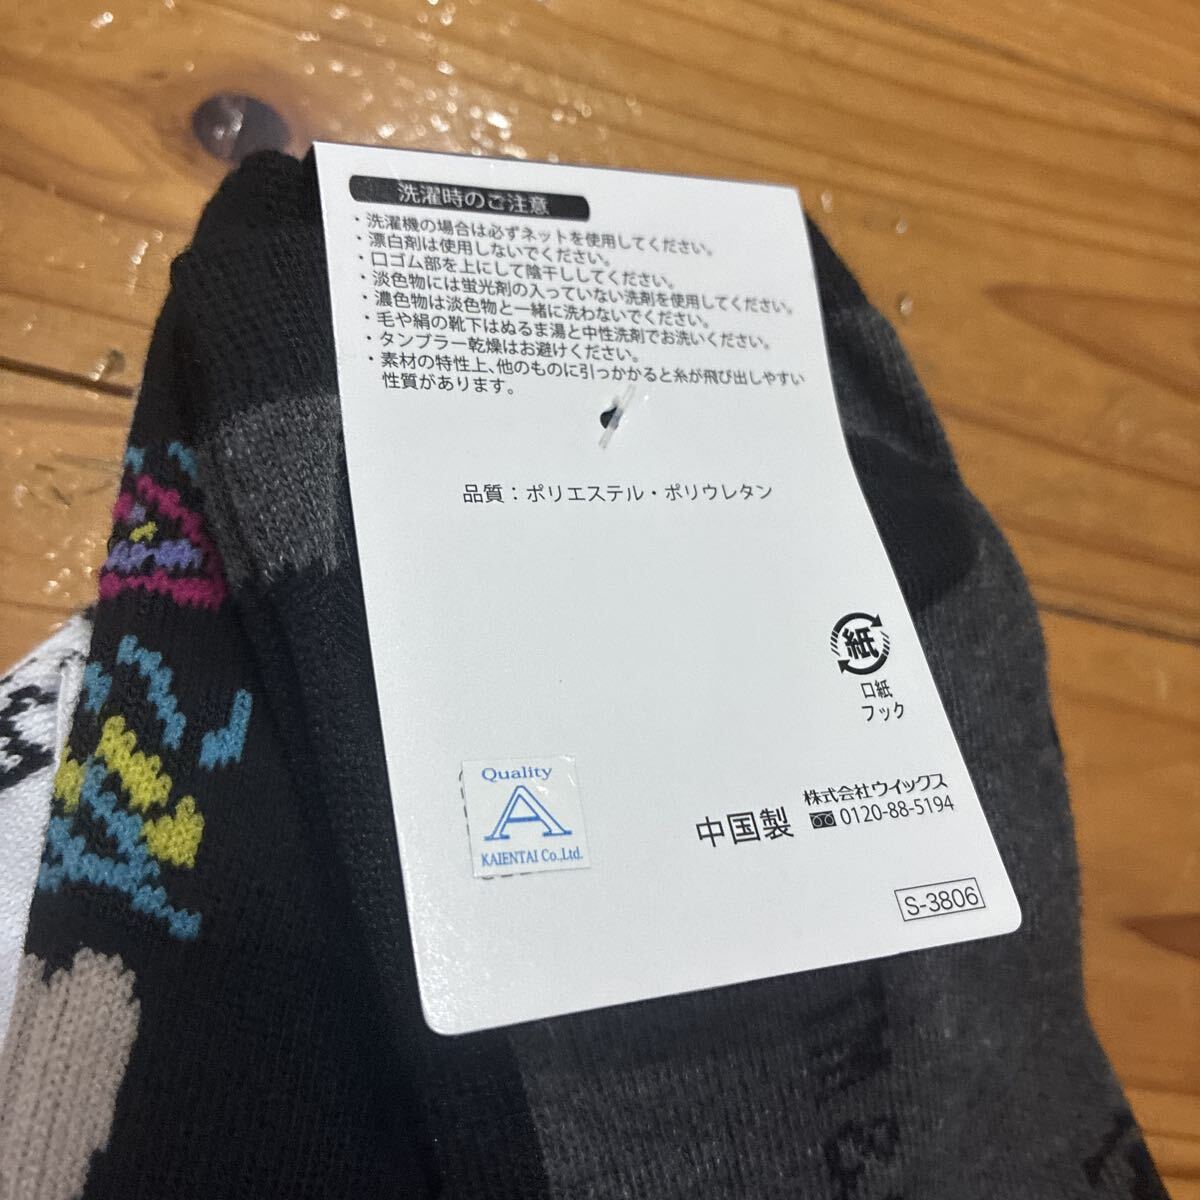 洗濯時のご注意
・洗濯機の場合は必ずネットを使用してください。
・漂白剤は使用しないでください。
・口ゴム部を上にして陰干ししてください。
・淡色物には蛍光剤の入っていない洗剤を使用してください。
・濃色物は淡色物と一緒に洗わないでください。
・毛や絹の靴下はぬるま湯と中性洗剤でお洗いください。
・タンブラー乾燥はお避けください。
・素材の特性上、他のものに引っかかると糸が飛び出しやすい
性質があります。
品質：ポリエステル・ポリウレタン
紙
口紙
フック
Quality
A
KAIENTAI Co.,Ltd.
中国製
株式会社ウイックス
0120-88-5194
S-3806